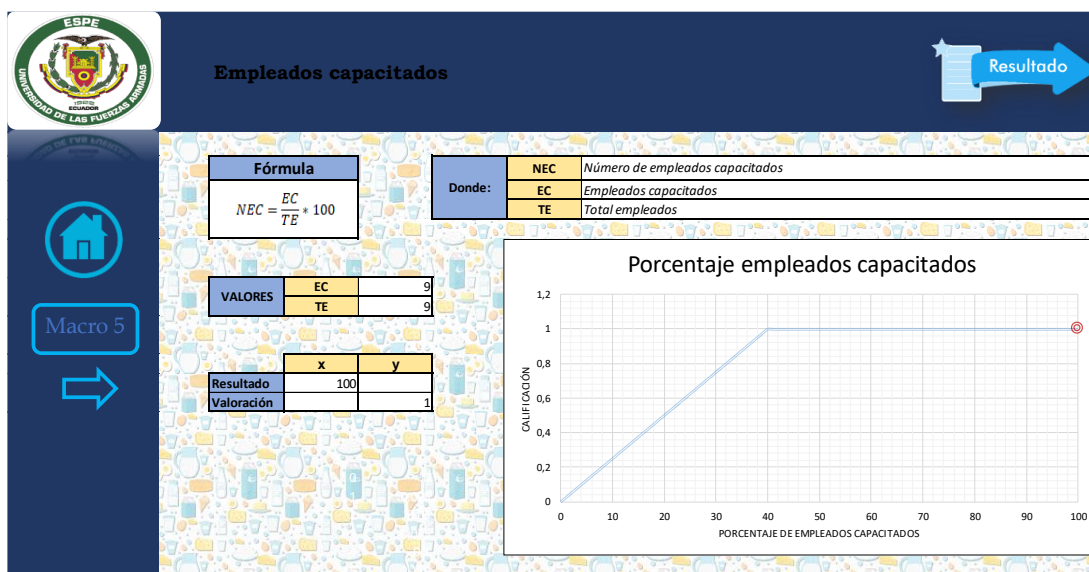 ESPE
UNIVERSIDAD DE LAS FUERZAS ARMADAS
1922
ECUADOR
Empleados capacitados
Resultado
Fórmula
NEC = EC/TE * 100
Donde:
NEC Número de empleados capacitados
EC Empleados capacitados
TE Total empleados
Macro 5
VALORES
EC 9
TE 9
x y
Resultado 100
Valoración 1
Porcentaje empleados capacitados
CALIFICACIÓN
1,2
1
0,8
0,6
0,4
0,2
0
0 10 20 30 40 50 60 70 80 90 100
PORCENTAJE DE EMPLEADOS CAPACITADOS